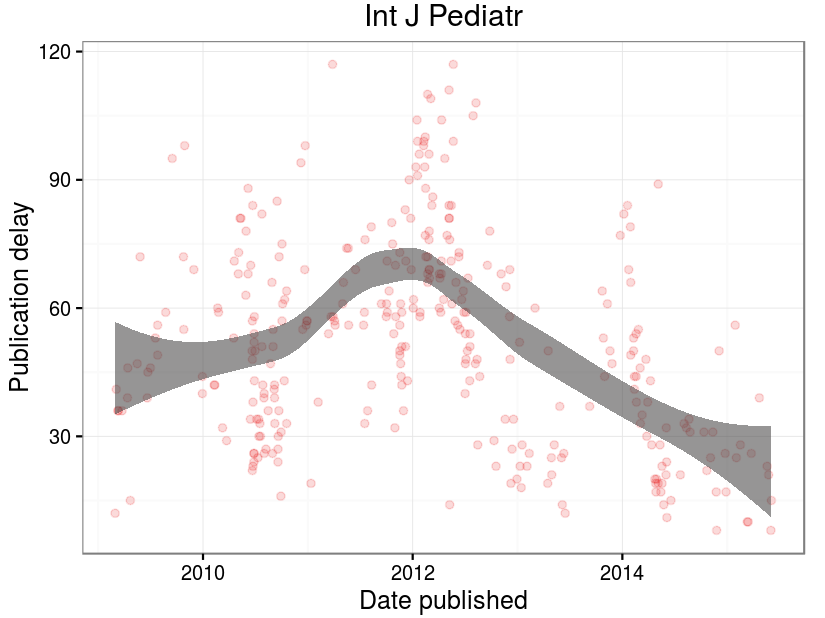 Int J Pediatr
Publication delay
120
90
60
30
2010 2012 2014
Date published